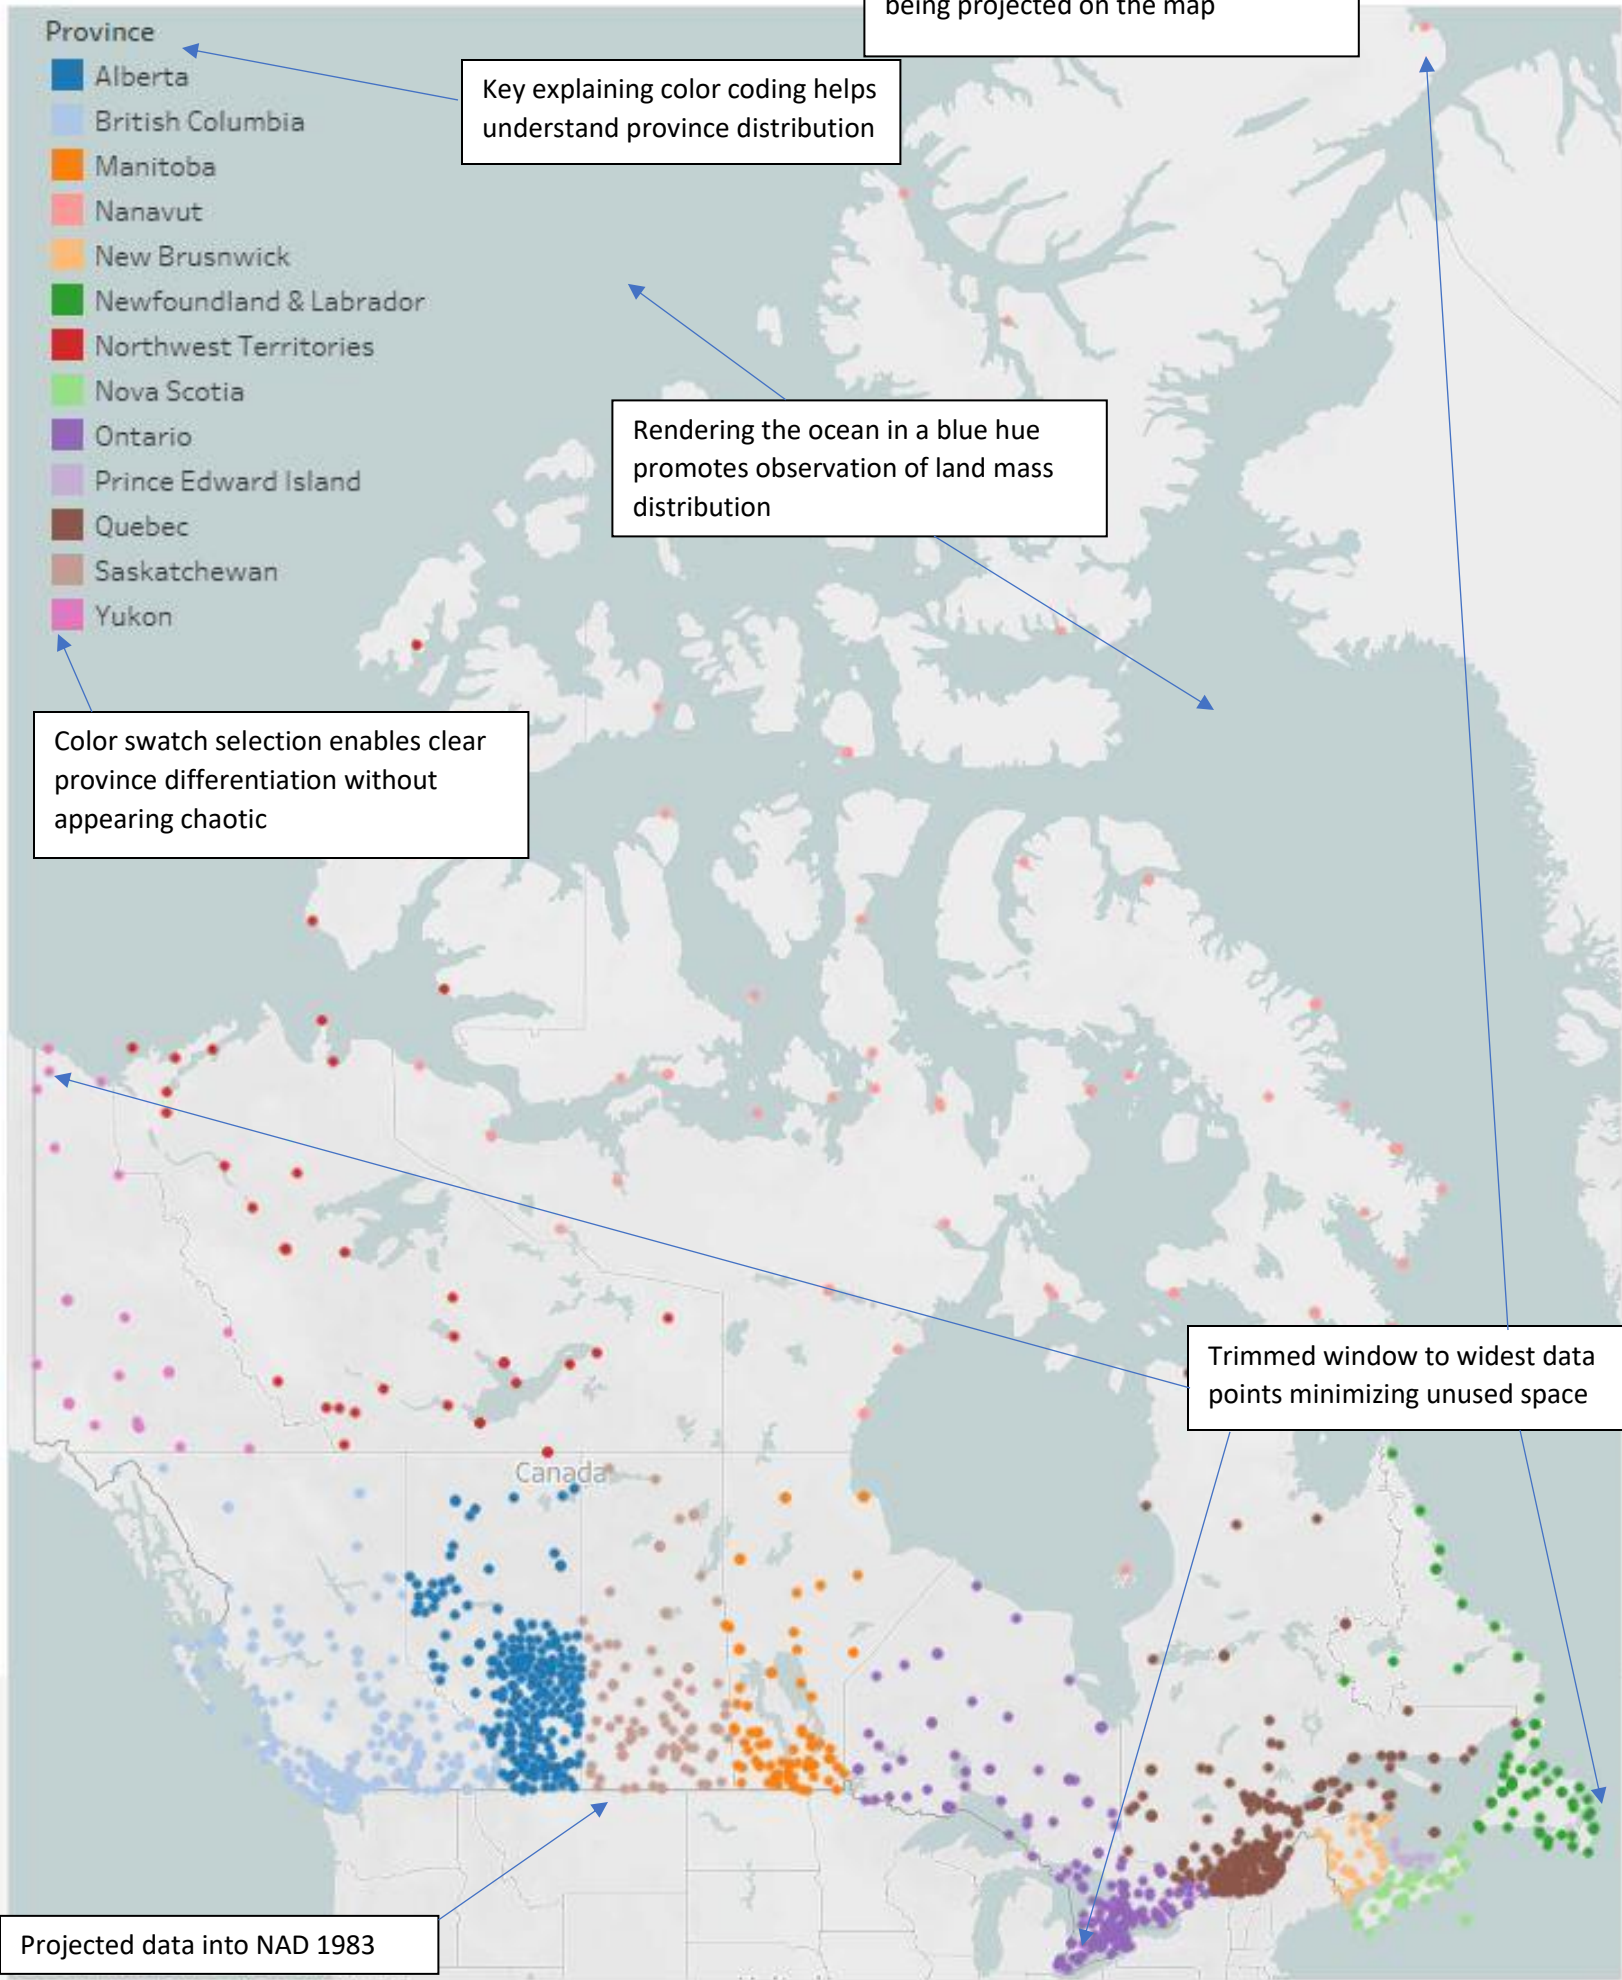 being projected on the map
Province
Alberta
British Columbia
Manitoba
Nanavut
New Brusnwick
Newfoundland & Labrador
Northwest Territories
Nova Scotia
Ontario
Prince Edward Island
Quebec
Saskatchewan
Yukon
Key explaining color coding helps
understand province distribution
Rendering the ocean in a blue hue
promotes observation of land mass
distribution
Color swatch selection enables clear
province differentiation without
appearing chaotic
Trimmed window to widest data
points minimizing unused space
Canada
Projected data into NAD 1983